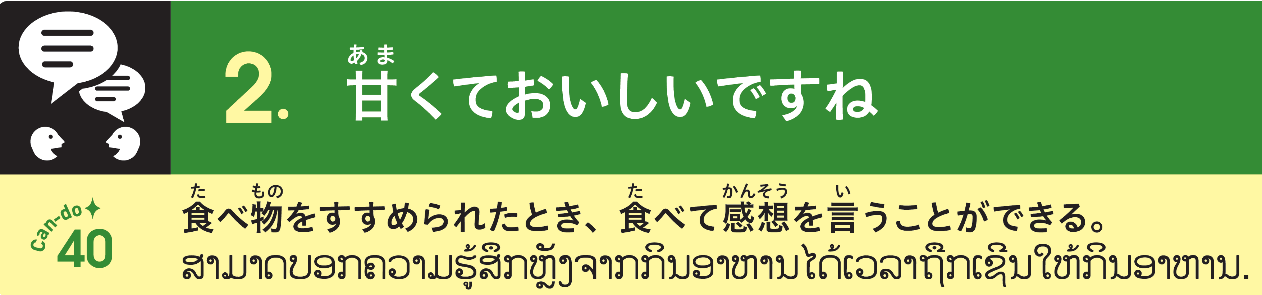 あま
2. 甘くておいしいですね
Can-do
40
た もの た かんそう い
食べ物をすすめられたとき、食べて感想を言うことができる。
ສາມາດບອກຄວາມຮູ້ສຶກຫຼັງຈາກກິນອາຫານໄດ້ເວລາຖືກເຊີນໃຫ້ກິນອາຫານ.